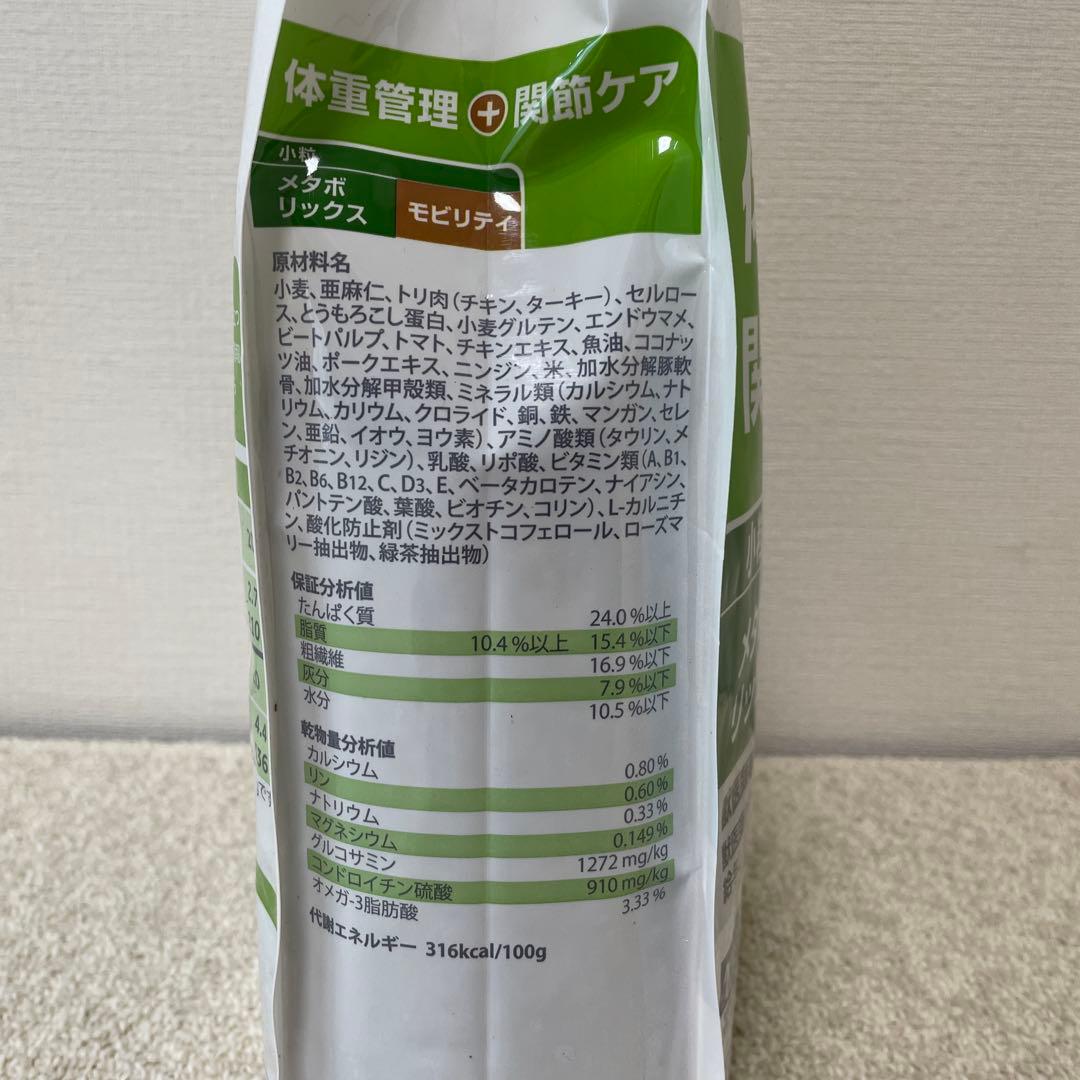 体重管理+関節ケア
小粒
メタボ
リックス
モビリティ
原材料名
小麦、亜麻仁、トリ肉(チキン、ターキー)、セルロー
ス、とうもろこし蛋白、小麦グルテン、エンドウマメ、
ビートパルプ、トマト、チキンエキス、魚油、ココナッ
ツ油、ポークエキス、ニンジン、米、加水分解豚軟
骨、加水分解甲殻類、ミネラル類(カルシウム、ナト
リウム、カリウム、クロライド、銅、鉄、マンガン、セレ
ン、亜鉛、イオウ、ヨウ素)、アミノ酸類(タウリン、メ
チオニン、リジン)、乳酸、リポ酸、ビタミン類(A、B1、
B2、B6、B12、C、D3、E、ベータカロテン、ナイアシン、
パントテン酸、葉酸、ビオチン、コリン)、L-カルニチ
ン、酸化防止剤(ミックストコフェロール、ローズマ
リー抽出物、緑茶抽出物)
保証分析値
たんぱく質 24.0%以上
脂質 10.4%以上 15.4%以下
粗繊維 16.9%以下
灰分 7.9%以下
水分 10.5%以下
乾物量分析値
カルシウム 0.80%
リン 0.60%
ナトリウム 0.33%
マグネシウム 0.149%
グルコサミン 1272 mg/kg
コンドロイチン硫酸 910 mg/kg
オメガ-3脂肪酸 3.33%
代謝エネルギー 316kcal/100g
2.7
4.4
36
関